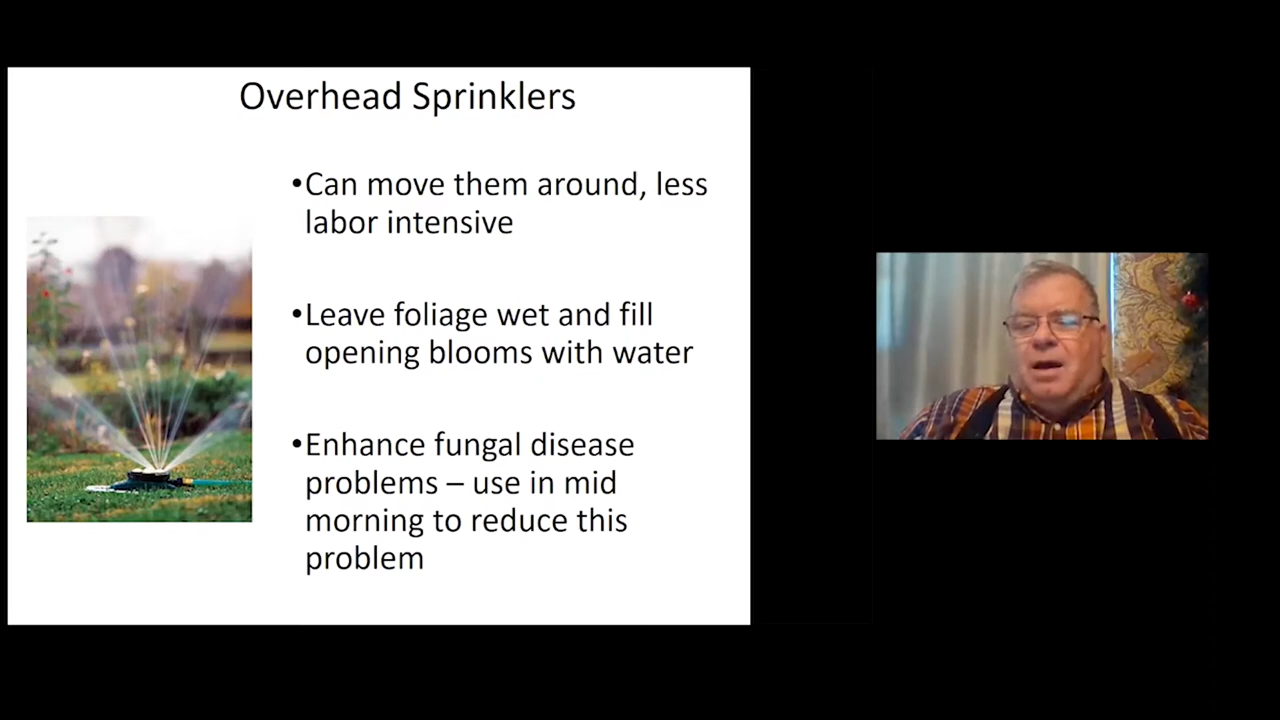 Overhead Sprinklers
•Can move them around, less
labor intensive
•Leave foliage wet and fill
opening blooms with water
•Enhance fungal disease
problems – use in mid
morning to reduce this
problem